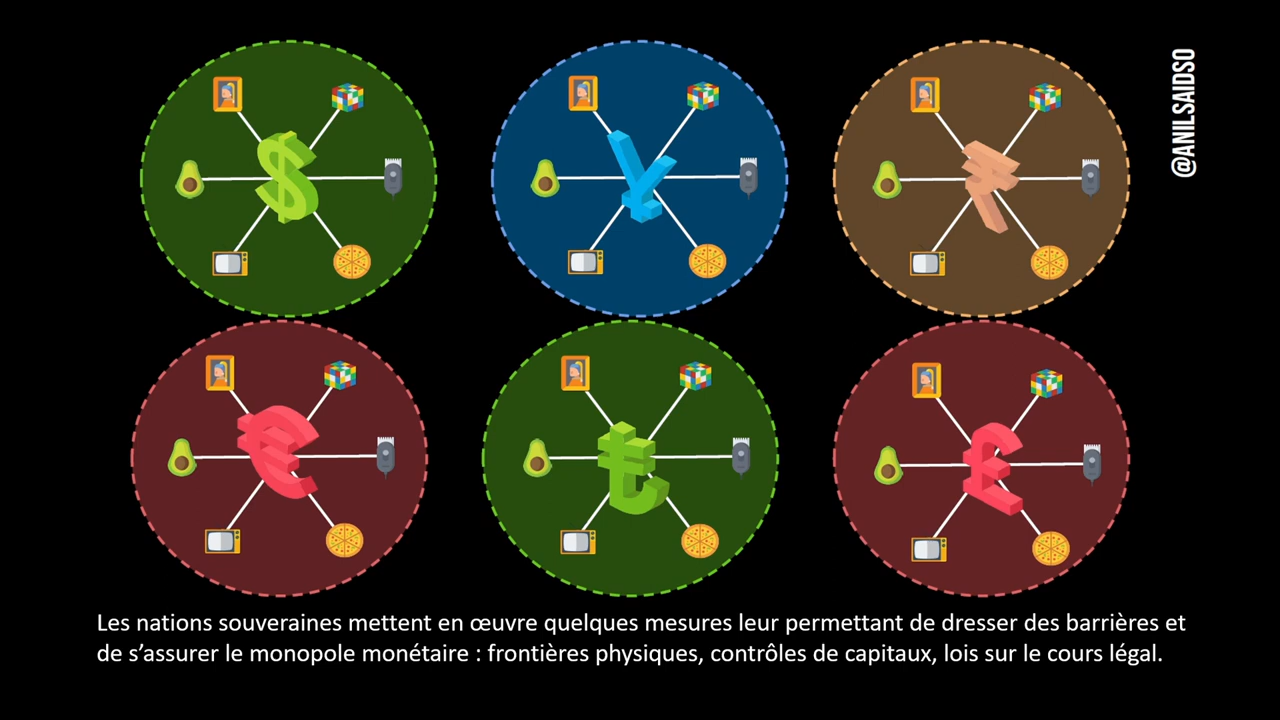 @ANILSAIDSO
$ ¥ ₹
€ ₺ £
Les nations souveraines mettent en œuvre quelques mesures leur permettant de dresser des barrières et
de s’assurer le monopole monétaire : frontières physiques, contrôles de capitaux, lois sur le cours légal.